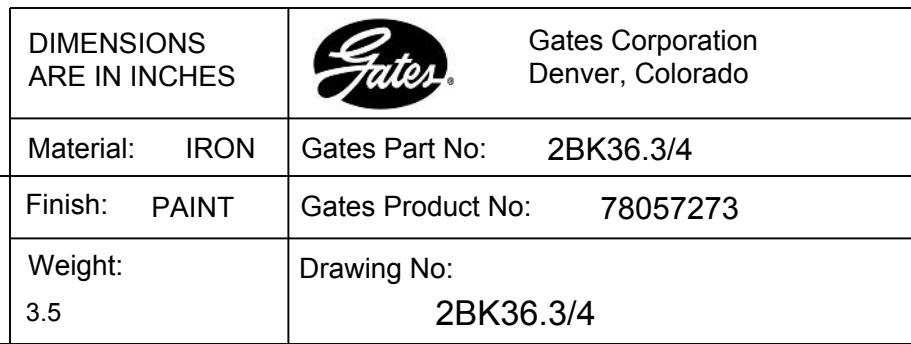 DIMENSIONS
ARE IN INCHES
Gates®
Gates Corporation
Denver, Colorado
Material: IRON
Gates Part No: 2BK36.3/4
Finish: PAINT
Gates Product No: 78057273
Weight:
3.5
Drawing No:
2BK36.3/4